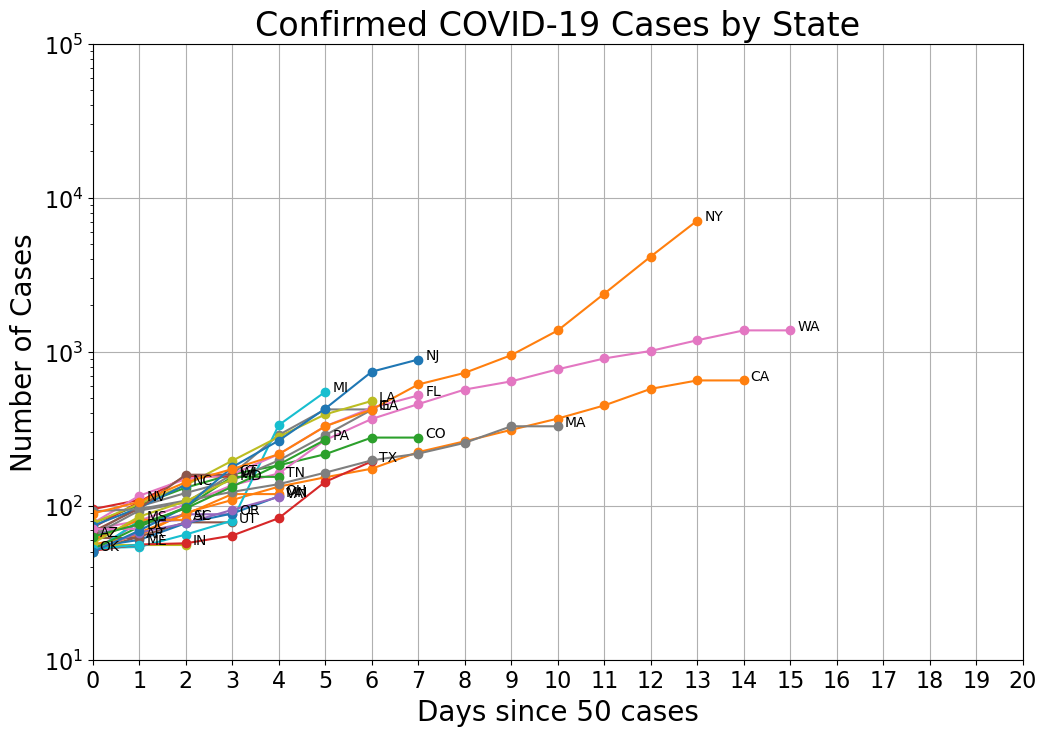 Confirmed COVID-19 Cases by State
10^5
10^4
10^3
10^2
10^1
Number of Cases
NY
WA
NJ
CA
MI
LA
FL
MA
CO
PA
TX
TN
NC
NV
OH
OR
UT
MS
AZ
ME
IN
OK
0 1 2 3 4 5 6 7 8 9 10 11 12 13 14 15 16 17 18 19 20
Days since 50 cases